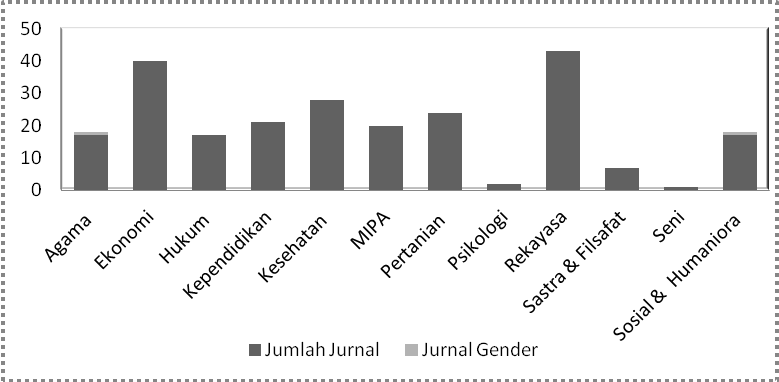 50
40
30
20
10
0
Agama
Ekonomi
Hukum
Kependidikan
Kesehatan
MIPA
Pertanian
Psikologi
Rekayasa
Sastra & Filsafat
Seni
Sosial & Humaniora
Jumlah Jurnal
Jurnal Gender